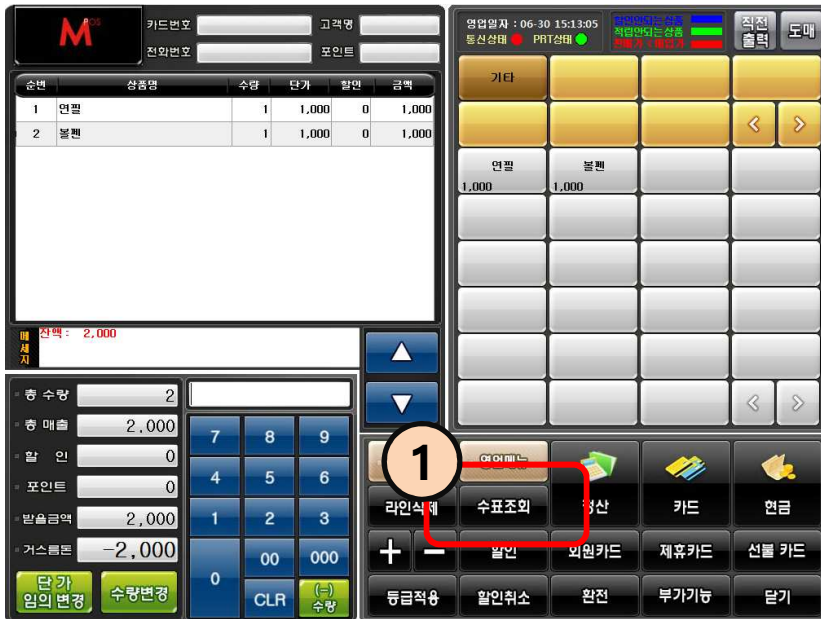 M POS
카드번호
고객명
전화번호
포인트
영업일자 : 06-30 15:13:05
통신상태 PRT상태
할인안되는상품
적립안되는상품
판매가 < 매입가
직전
출력
도매
순번 상품명 수량 단가 할인 금액
1 연필 1 1,000 0 1,000
2 볼펜 1 1,000 0 1,000
기타
< >
연필
1,000
볼펜
1,000
< >
메세지
잔액 : 2,000
총 수량 2
총 매출 2,000
할 인 0
포인트 0
받을금액 2,000
거스름돈 -2,000
단 가
임의 변경
수량변경
7 8 9
4 5 6
1 2 3
0 00 000
CLR
(-)
수량
1
영업메뉴
라인삭제 수표조회 정산 카드 현금
+ - 할인 회원카드 제휴카드 선불 카드
등급적용 할인취소 환전 부가기능 닫기